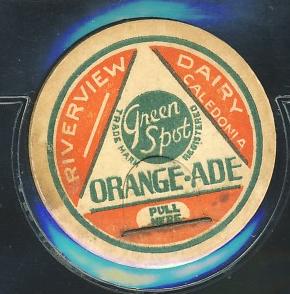 RIVERVIEW DAIRY
CALEDONIA
Green
Spot
TRADE MARK REGISTERED
ORANGE-ADE
PULL
HERE